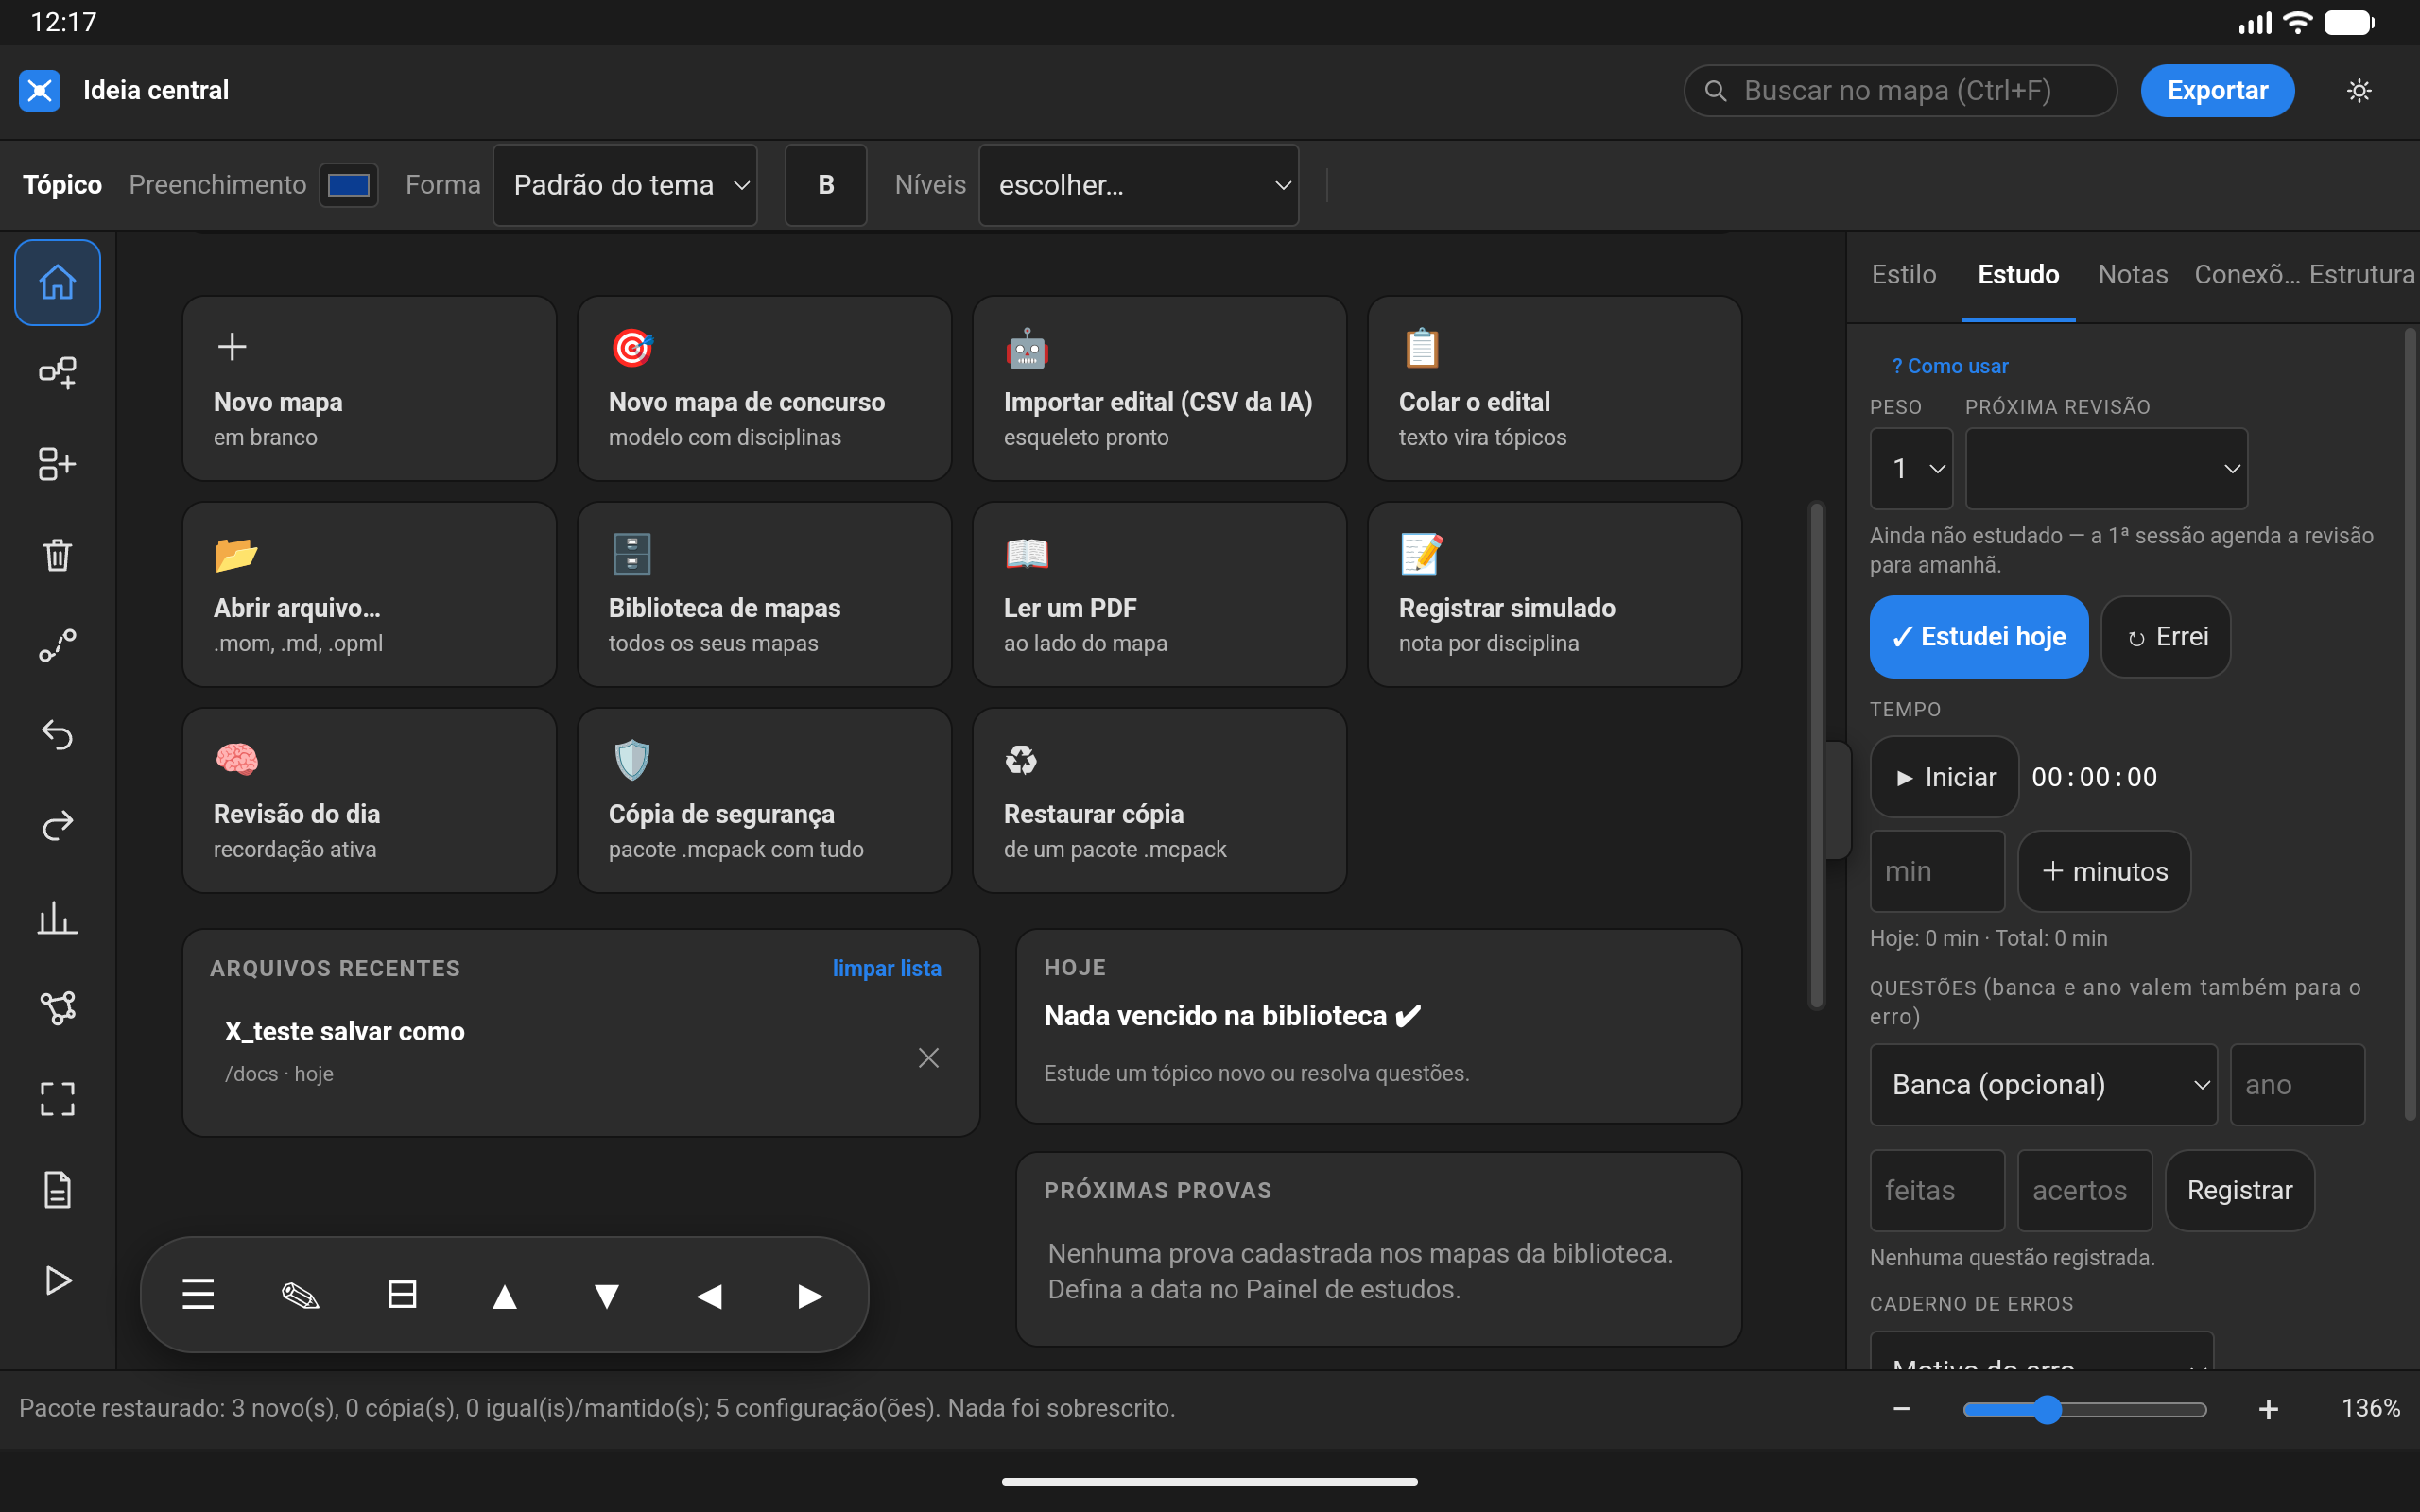 12:17
Ideia central
Buscar no mapa (Ctrl+F)
Exportar
Tópico
Preenchimento
Forma
Padrão do tema
B
Níveis
escolher...
Novo mapa
em branco
Novo mapa de concurso
modelo com disciplinas
Importar edital (CSV da IA)
esqueleto pronto
Colar o edital
texto vira tópicos
Abrir arquivo...
.mom, .md, .opml
Biblioteca de mapas
todos os seus mapas
Ler um PDF
ao lado do mapa
Registrar simulado
nota por disciplina
Revisão do dia
recordação ativa
Cópia de segurança
pacote .mcpack com tudo
Restaurar cópia
de um pacote .mcpack
ARQUIVOS RECENTES
limpar lista
X_teste salvar como
/docs · hoje
HOJE
Nada vencido na biblioteca ✔
Estude um tópico novo ou resolva questões.
PRÓXIMAS PROVAS
Nenhuma prova cadastrada nos mapas da biblioteca.
Defina a data no Painel de estudos.
Estilo
Estudo
Notas
Conexõ...
Estrutura
? Como usar
PESO
PRÓXIMA REVISÃO
1
Ainda não estudado — a 1ª sessão agenda a revisão
para amanhã.
✓ Estudei hoje
↻ Errei
TEMPO
► Iniciar
00:00:00
min
+ minutos
Hoje: 0 min · Total: 0 min
QUESTÕES (banca e ano valem também para o
erro)
Banca (opcional)
ano
feitas
acertos
Registrar
Nenhuma questão registrada.
CADERNO DE ERROS
Pacote restaurado: 3 novo(s), 0 cópia(s), 0 igual(is)/mantido(s); 5 configuração(ões). Nada foi sobrescrito.
−
+
136%